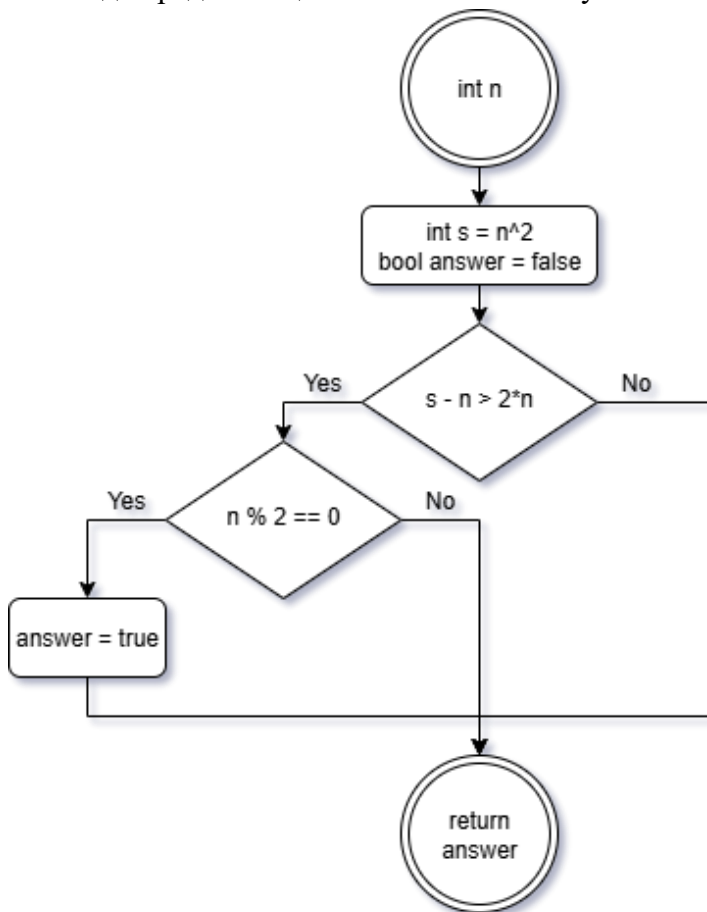 int n
int s = n^2
bool answer = false
s - n > 2*n
Yes
No
n % 2 == 0
Yes
No
answer = true
return
answer